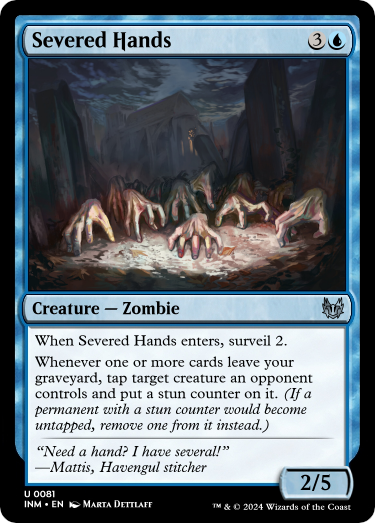 Severed Hands
3
Creature — Zombie
When Severed Hands enters, surveil 2.
Whenever one or more cards leave your
graveyard, tap target creature an opponent
controls and put a stun counter on it. (If a
permanent with a stun counter would become
untapped, remove one from it instead.)
“Need a hand? I have several!”
—Mattis, Havengul stitcher
2/5
U 0081
INM • EN Marta Dettlaff
™ & © 2024 Wizards of the Coast